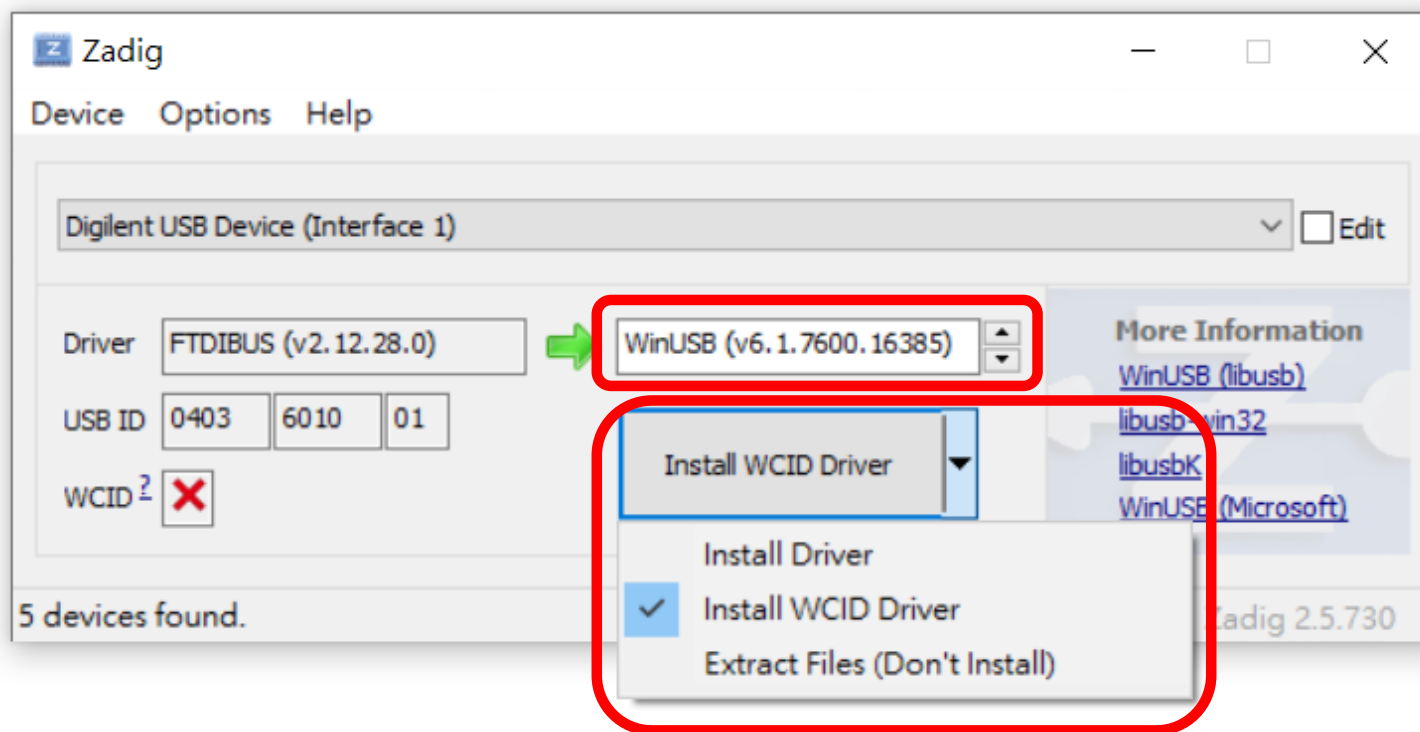 Zadig
Device Options Help
Digilent USB Device (Interface 1)
Edit
Driver FTDIBUS (v2.12.28.0) WinUSB (v6.1.7600.16385)
USB ID 0403 6010 01
WCID ?
Install WCID Driver
Install Driver
Install WCID Driver
Extract Files (Don't Install)
More Information
WinUSB (libusb)
libusb-win32
libusbK
WinUSB (Microsoft)
5 devices found.
Zadig 2.5.730